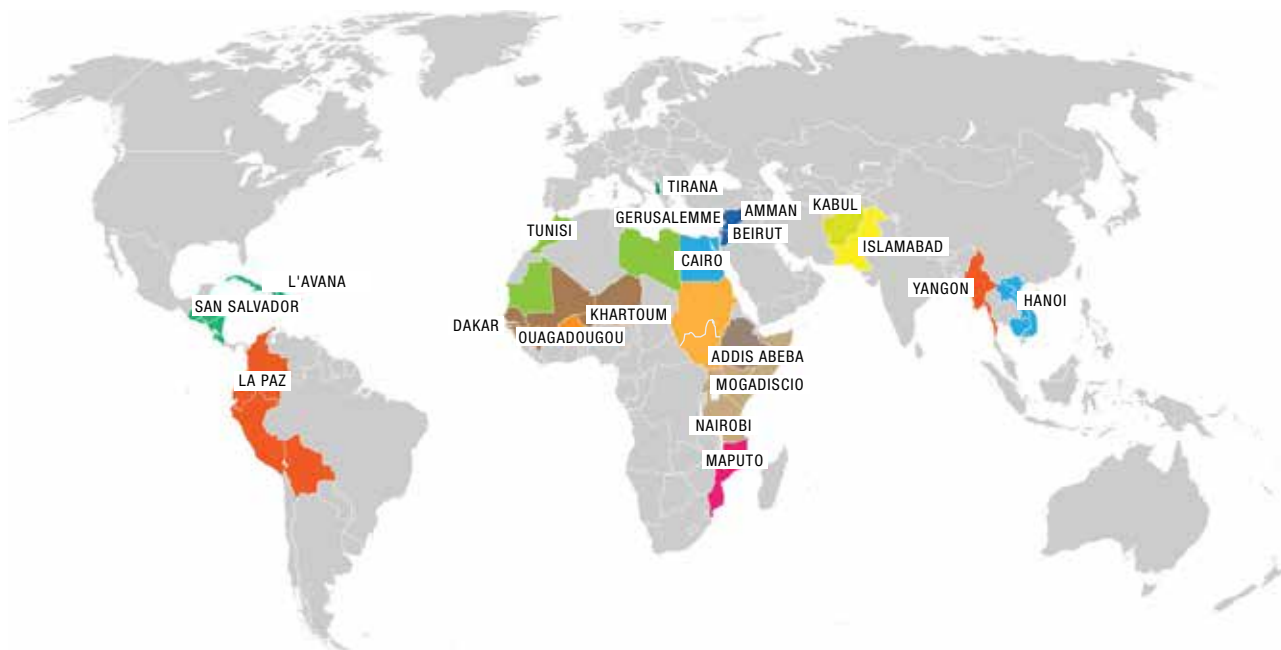 TIRANA
KABUL
AMMAN
GERUSALEMME
TUNISI
BEIRUT
ISLAMABAD
CAIRO
L'AVANA
YANGON
HANOI
SAN SALVADOR
KHARTOUM
DAKAR
OUAGADOUGOU
ADDIS ABEBA
LA PAZ
MOGADISCIO
NAIROBI
MAPUTO